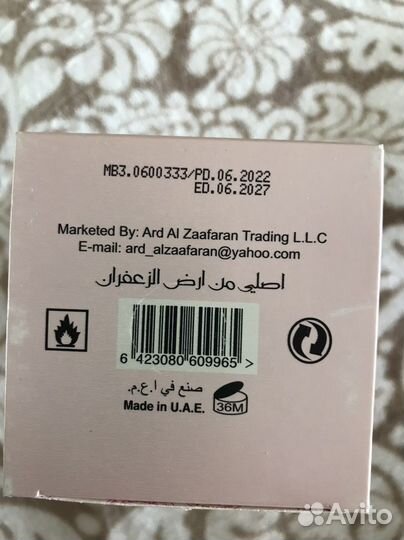 MB3.0600333/PD.06.2022
ED.06.2027
Marketed By: Ard Al Zaafaran Trading L.L.C
E-mail: ard_alzaafaran@yahoo.com
اصلي من ارض الزعفران
6 423080 609965 >
صنع في ا.ع.م.
Made in U.A.E.
36M
Avito